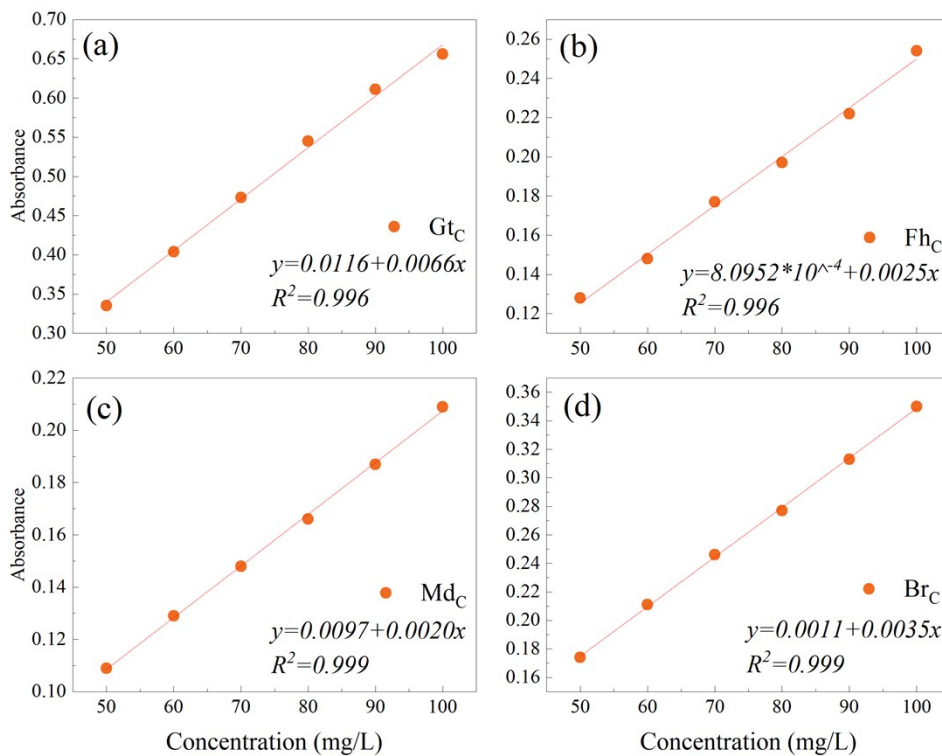 (a)
0.70
0.65
0.60
0.55
0.50
0.45
0.40
0.35
0.30
Absorbance
Gt_C
y=0.0116+0.0066x
R²=0.996
50 60 70 80 90 100
(b)
0.26
0.24
0.22
0.20
0.18
0.16
0.14
0.12
Fh_C
y=8.0952*10^-4+0.0025x
R²=0.996
50 60 70 80 90 100
(c)
0.22
0.20
0.18
0.16
0.14
0.12
0.10
Absorbance
Md_C
y=0.0097+0.0020x
R²=0.999
50 60 70 80 90 100
Concentration (mg/L)
(d)
0.36
0.34
0.32
0.30
0.28
0.26
0.24
0.22
0.20
0.18
0.16
Br_C
y=0.0011+0.0035x
R²=0.999
50 60 70 80 90 100
Concentration (mg/L)